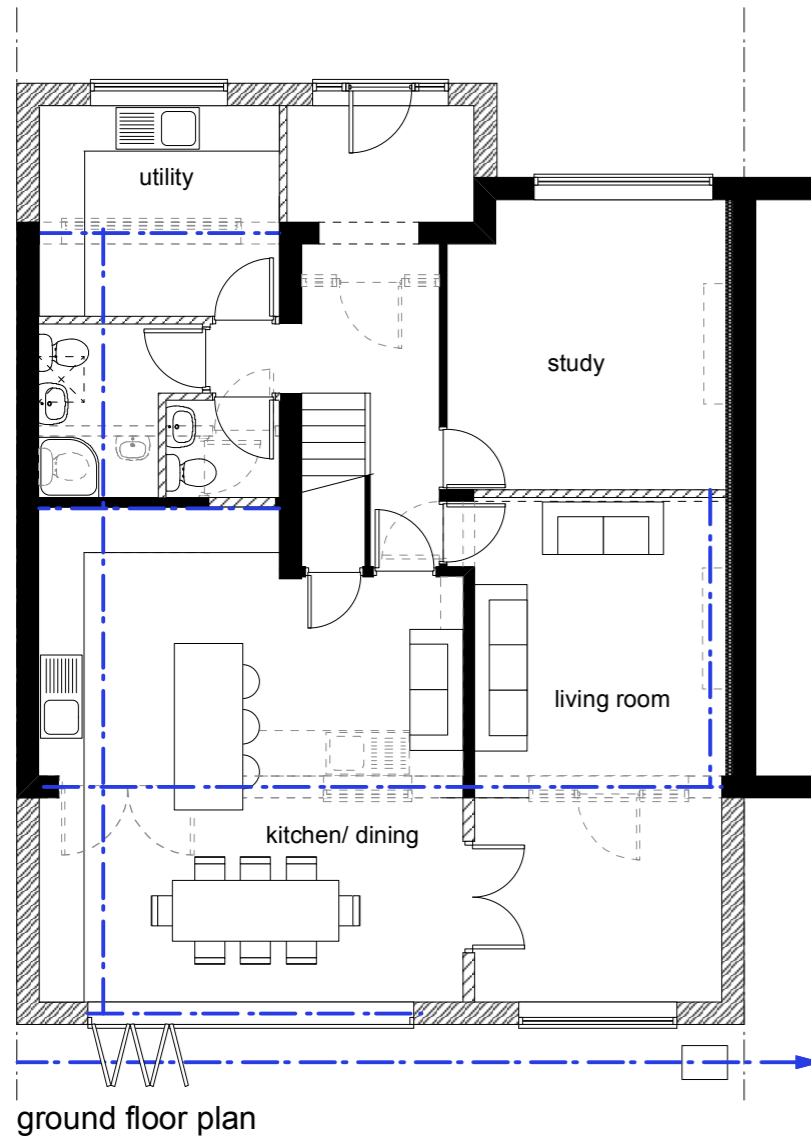 utility
study
living room
kitchen/ dining
ground floor plan